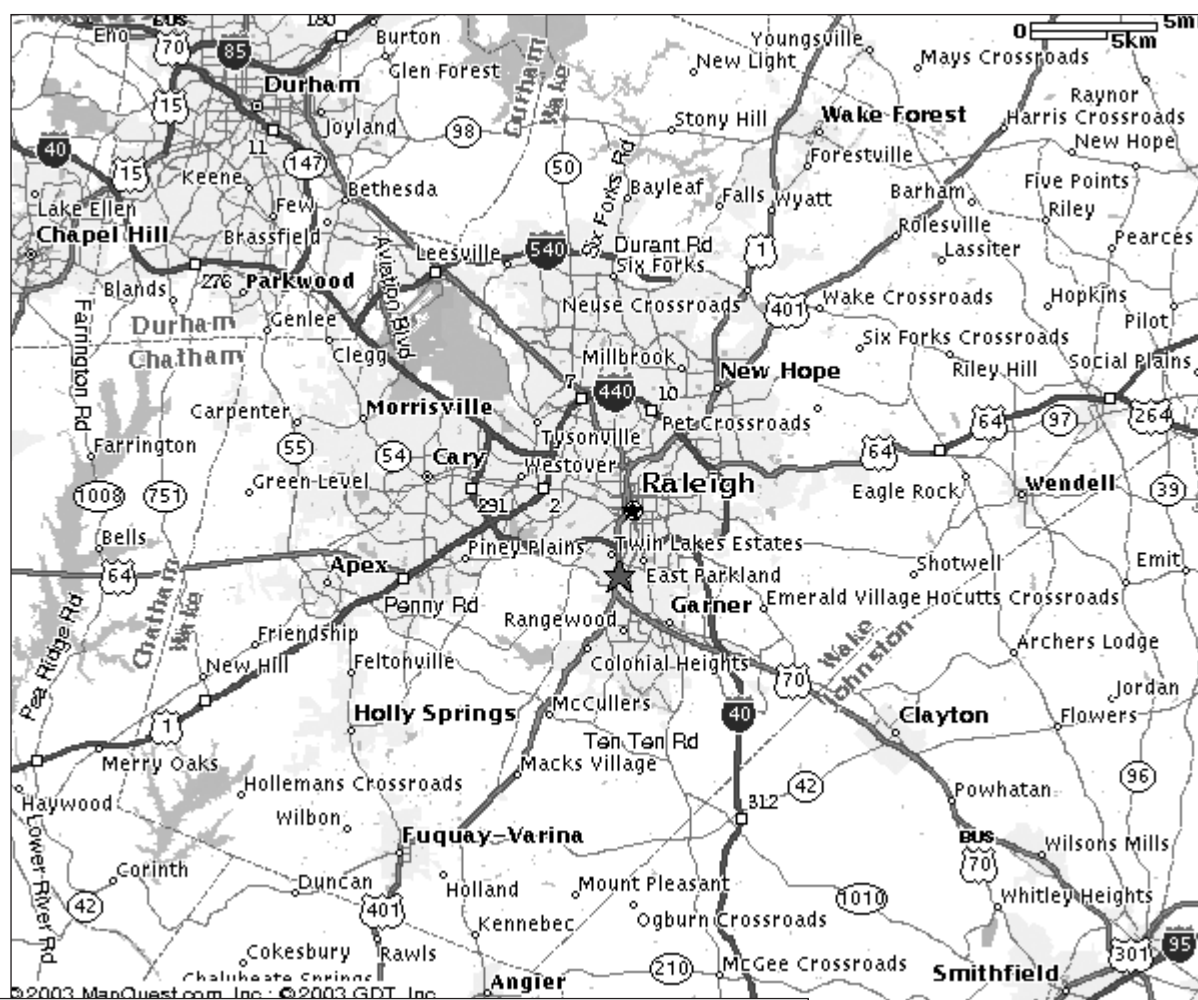 BUS
180
5mi
Eno
70
85
Burton
Youngsville
0
5km
Glen Forest
New Light
Mays Crossroads
Durham
Durham
Wake
Raynor
15
Joyland
98
Stony Hill
Wake Forest
Harris Crossroads
11
New Hope
40
147
50
Six Forks Rd
Forestville
15
Keene
Bethesda
Bayleaf
Falls
Wyatt
Barham
Five Points
Lake Ellen
Few
Rolesville
Riley
Chapel Hill
Brassfield
Aviation Blvd
Leesville
540
Durant Rd
1
Lassiter
Pearces
276
Parkwood
Six Forks
Blands
Neuse Crossroads
401
Wake Crossroads
Hopkins
Farrington Rd
Durham
Genlee
Pilot
Chatham
Clegg
Millbrook
Six Forks Crossroads
Social Plains
7
440
10
New Hope
Riley Hill
Carpenter
Morrisville
Pet Crossroads
64
97
264
Farrington
55
54
Tysonville
64
Cary
Westover
1008
751
Green Level
Raleigh
Eagle Rock
Wendell
39
291
2
Bells
Piney Plains
Twin Lakes Estates
Emit
64
Apex
East Parkland
Shotwell
Chatham
Wake
Penny Rd
Garner
Emerald Village
Hocutts Crossroads
Pea Ridge Rd
Rangewood
Wake
Johnston
Friendship
Archers Lodge
New Hill
Feltonville
Colonial Heights
70
Jordan
1
Holly Springs
McCullers
40
Clayton
Flowers
Merry Oaks
Ten Ten Rd
Macks Village
96
Haywood
Hollemans Crossroads
42
Powhatan
Wilbon
312
Lower River Rd
Fuquay-Varina
BUS
70
Wilsons Mills
Corinth
Duncan
Holland
Mount Pleasant
1010
Whitley Heights
42
401
Kennebec
Ogburn Crossroads
Cokesbury
Rawls
301
95
Chalybeate Springs
Angier
210
McGee Crossroads
Smithfield
©2003 MapQuest.com, Inc.; ©2003 GDT, Inc.